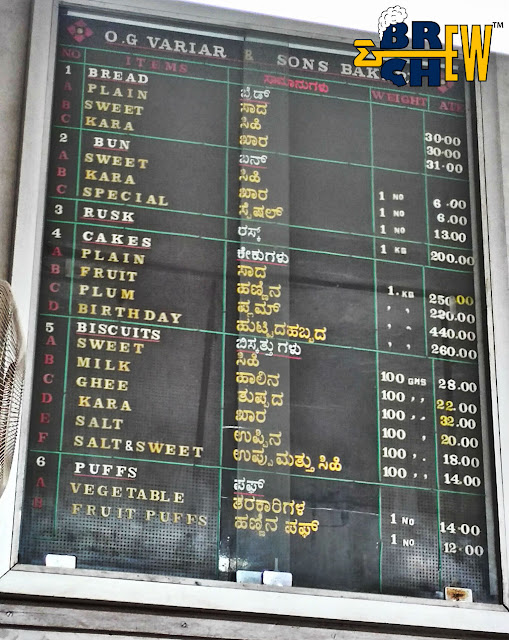 BREWCH EW™
O.G VARIAR & SONS BAK
NO ITEMS ಸಾಮಾನುಗಳು WEIGHT ATE
1 BREAD ಬ್ರೆಡ್
A PLAIN ಸಾದ 30.00
B SWEET ಸಿಹಿ 30.00
C KARA ಖಾರ 31.00
2 BUN ಬನ್
A SWEET ಸಿಹಿ 1 NO 6.00
B KARA ಖಾರ 1 NO 6.00
C SPECIAL ಸ್ಪೆಷಲ್ 1 NO 13.00
3 RUSK ರಸ್ಕ್ 1 KG 200.00
4 CAKES ಕೇಕುಗಳು
A PLAIN ಸಾದ 1. KG 250.00
B FRUIT ಹಣ್ಣಿನ , ,
C PLUM ಪ್ಲಮ್ , , 440.00
D BIRTHDAY ಹುಟ್ಟಿದಹಬ್ಬದ , , 260.00
5 BISCUITS ಬಿಸ್ಕತ್ತುಗಳು
A SWEET ಸಿಹಿ 100 GMS 28.00
B MILK ಹಾಲಿನ 100 ,, 22.00
C GHEE ತುಪ್ಪದ 100 ,, 32.00
D KARA ಖಾರ 100 ,, 20.00
E SALT ಉಪ್ಪಿನ 100 ,, 18.00
F SALT&SWEET ಉಪ್ಪು ಮತ್ತು ಸಿಹಿ 100 ,, 14.00
6 PUFFS ಪಫ್
A VEGETABLE ತರಕಾರಿಗಳ 1 NO 14.00
B FRUIT PUFFS ಹಣ್ಣಿನ ಪಫ್ 1 NO 12.00